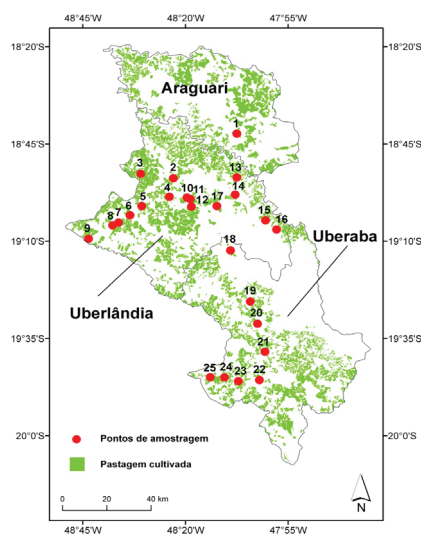 48°45'W 48°20'W 47°55'W
18°20'S 18°20'S
Araguari
18°45'S 18°45'S
1
3 2 13
4 10 11 14
5 12 17
6 15
8 7 16
9
19°10'S 19°10'S
18
Uberaba
Uberlândia
19
20
19°35'S 19°35'S
21
25 24 23 22
20°0'S 20°0'S
Pontos de amostragem
Pastagem cultivada
0 20 40 km
N
48°45'W 48°20'W 47°55'W